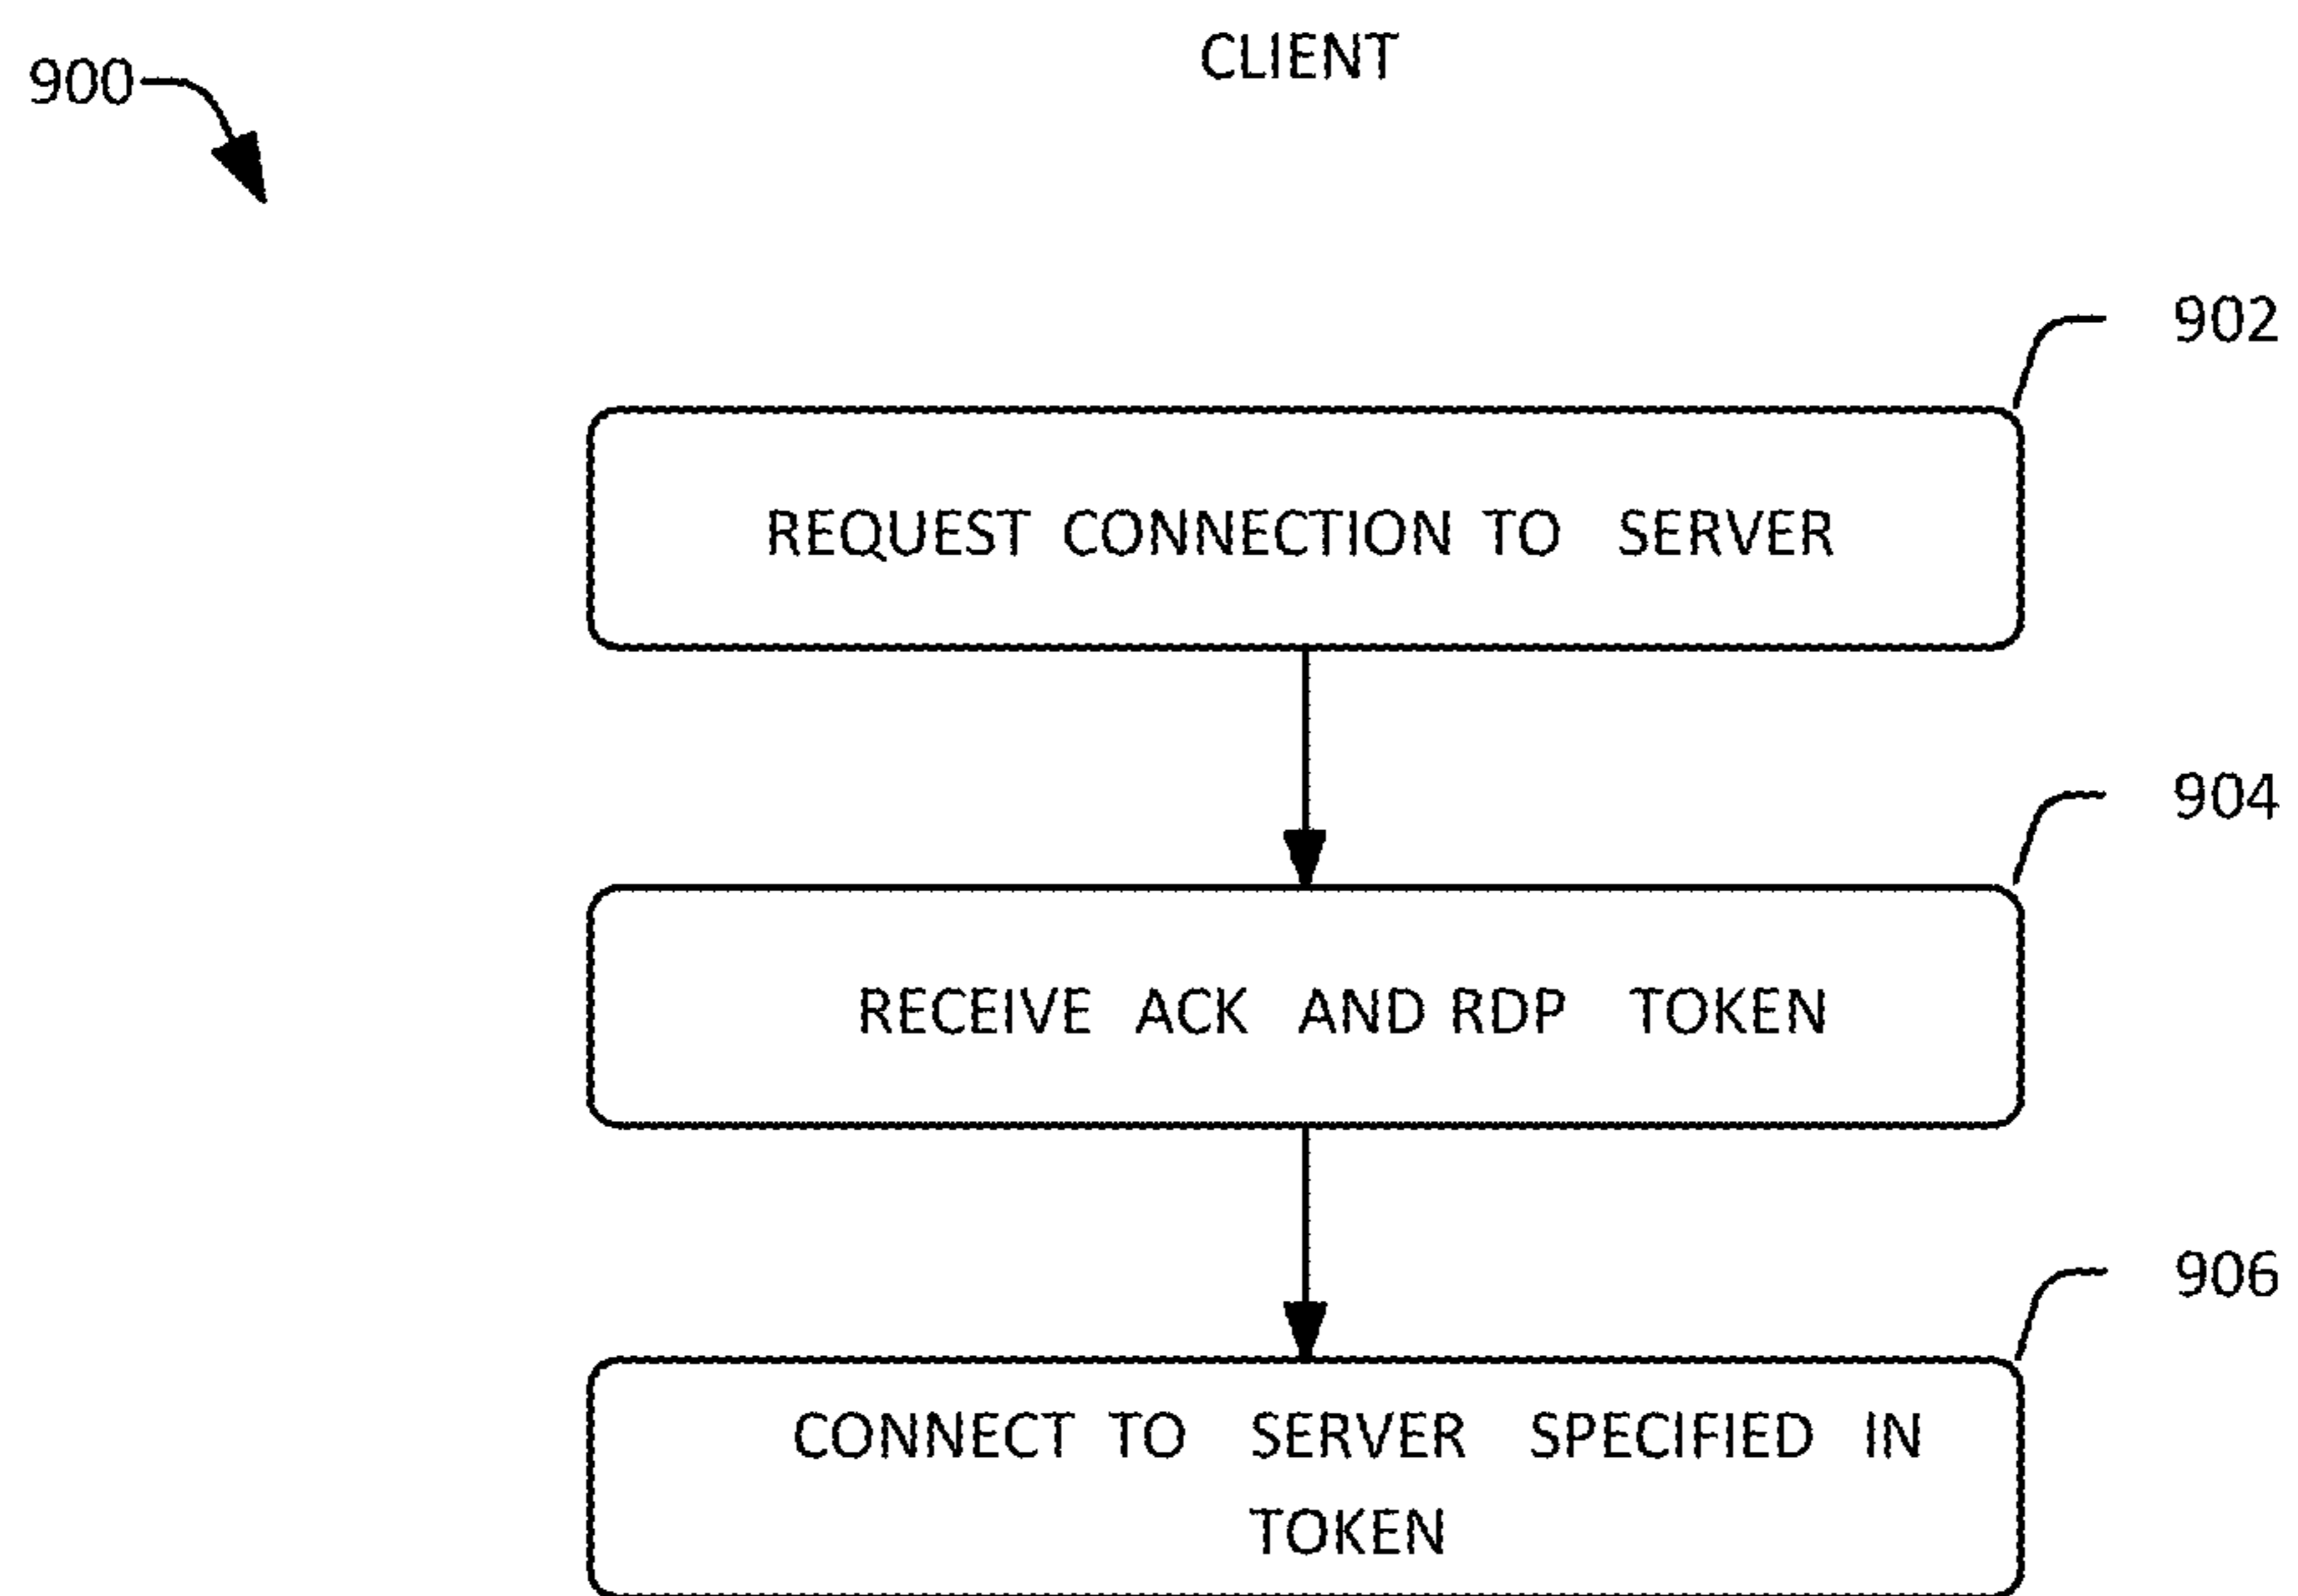 CLIENT
900
902
REQUEST CONNECTION TO SERVER
904
RECEIVE ACK AND RDP TOKEN
906
CONNECT TO SERVER SPECIFIED IN
TOKEN